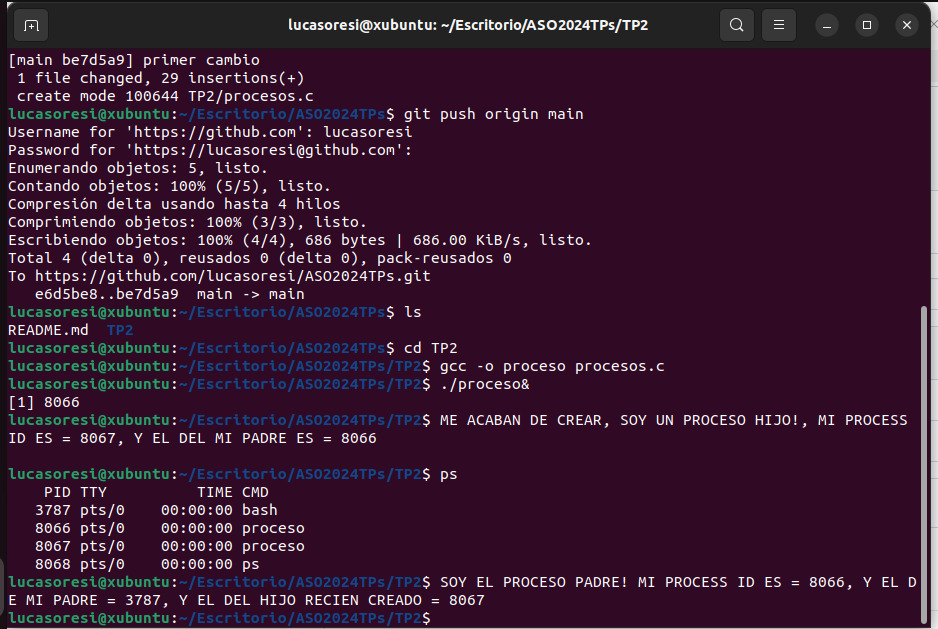 lucasoresi@xubuntu: ~/Escritorio/ASO2024TPs/TP2
[main be7d5a9] primer cambio
 1 file changed, 29 insertions(+)
 create mode 100644 TP2/procesos.c
lucasoresi@xubuntu:~/Escritorio/ASO2024TPs$ git push origin main
Username for 'https://github.com': lucasoresi
Password for 'https://lucasoresi@github.com':
Enumerando objetos: 5, listo.
Contando objetos: 100% (5/5), listo.
Compresión delta usando hasta 4 hilos
Comprimiendo objetos: 100% (3/3), listo.
Escribiendo objetos: 100% (4/4), 686 bytes | 686.00 KiB/s, listo.
Total 4 (delta 0), reusados 0 (delta 0), pack-reusados 0
To https://github.com/lucasoresi/ASO2024TPs.git
   e6d5be8..be7d5a9  main -> main
lucasoresi@xubuntu:~/Escritorio/ASO2024TPs$ ls
README.md  TP2
lucasoresi@xubuntu:~/Escritorio/ASO2024TPs$ cd TP2
lucasoresi@xubuntu:~/Escritorio/ASO2024TPs/TP2$ gcc -o proceso procesos.c
lucasoresi@xubuntu:~/Escritorio/ASO2024TPs/TP2$ ./proceso&
[1] 8066
lucasoresi@xubuntu:~/Escritorio/ASO2024TPs/TP2$ ME ACABAN DE CREAR, SOY UN PROCESO HIJO!, MI PROCESS
ID ES = 8067, Y EL DEL MI PADRE ES = 8066
lucasoresi@xubuntu:~/Escritorio/ASO2024TPs/TP2$ ps
    PID TTY          TIME CMD
   3787 pts/0    00:00:00 bash
   8066 pts/0    00:00:00 proceso
   8067 pts/0    00:00:00 proceso
   8068 pts/0    00:00:00 ps
lucasoresi@xubuntu:~/Escritorio/ASO2024TPs/TP2$ SOY EL PROCESO PADRE! MI PROCESS ID ES = 8066, Y EL D
E MI PADRE = 3787, Y EL DEL HIJO RECIEN CREADO = 8067
lucasoresi@xubuntu:~/Escritorio/ASO2024TPs/TP2$